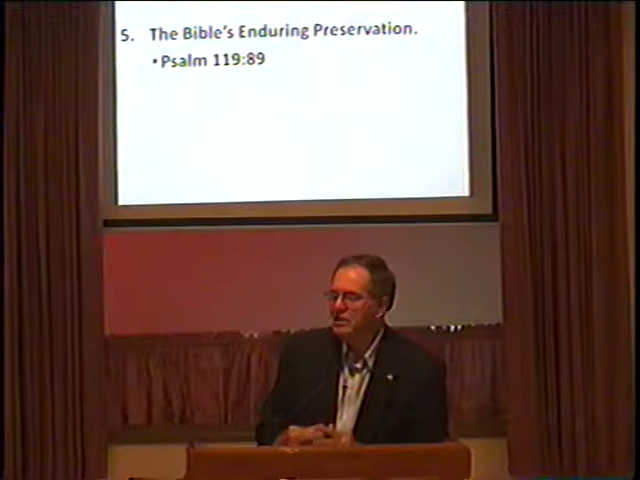 5. The Bible's Enduring Preservation.
• Psalm 119:89